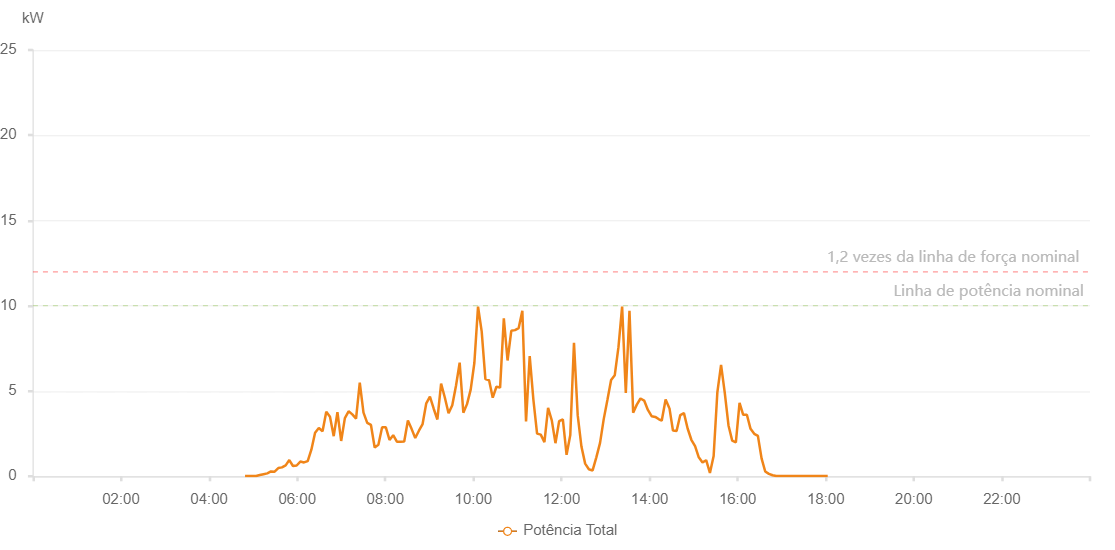 kW
25
20
15
1,2 vezes da linha de força nominal
Linha de potência nominal
10
5
0
02:00 04:00 06:00 08:00 10:00 12:00 14:00 16:00 18:00 20:00 22:00
Potência Total